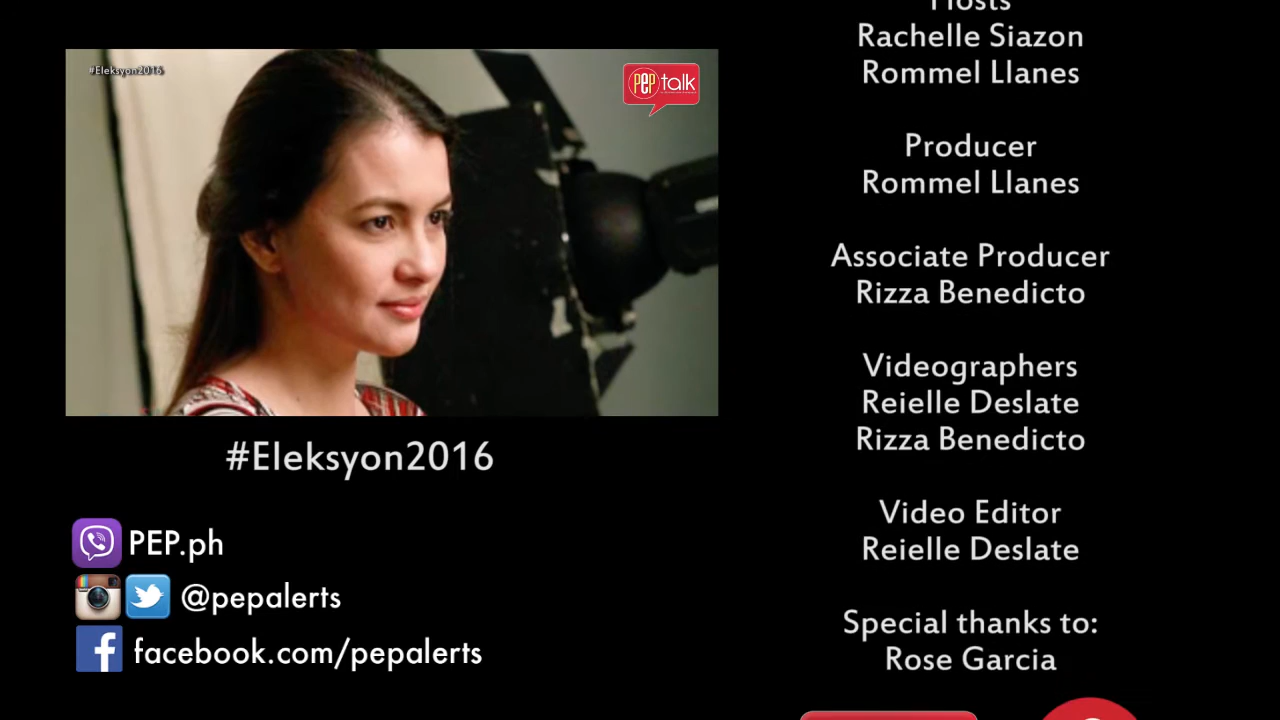 #Eleksyon2016
PEP talk
#Eleksyon2016
PEP.ph
@pepalerts
facebook.com/pepalerts
Hosts
Rachelle Siazon
Rommel Llanes
Producer
Rommel Llanes
Associate Producer
Rizza Benedicto
Videographers
Reielle Deslate
Rizza Benedicto
Video Editor
Reielle Deslate
Special thanks to:
Rose Garcia